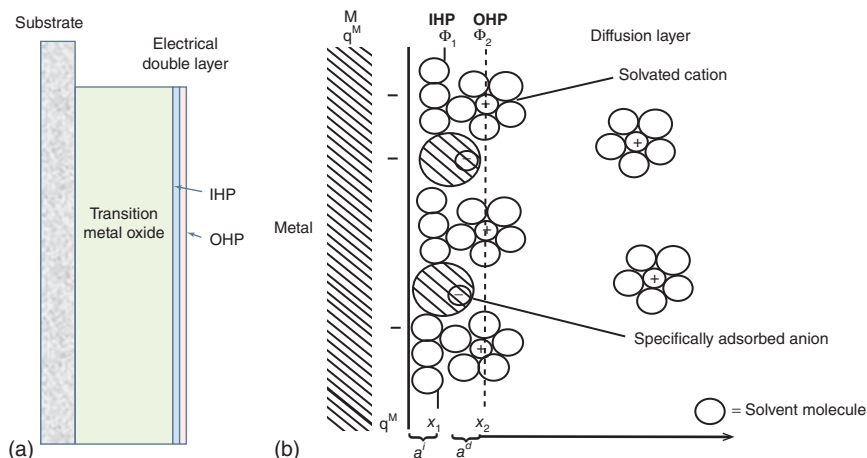 (a)
Substrate
Electrical
double layer
IHP
Transition
metal oxide
OHP
(b)
M
q^M
IHP
Φ1
OHP
Φ2
Diffusion layer
Solvated cation
Metal
Specifically adsorbed anion
= Solvent molecule
q^M
x1
x2
a^i
a^d
− + − + − + − + − +